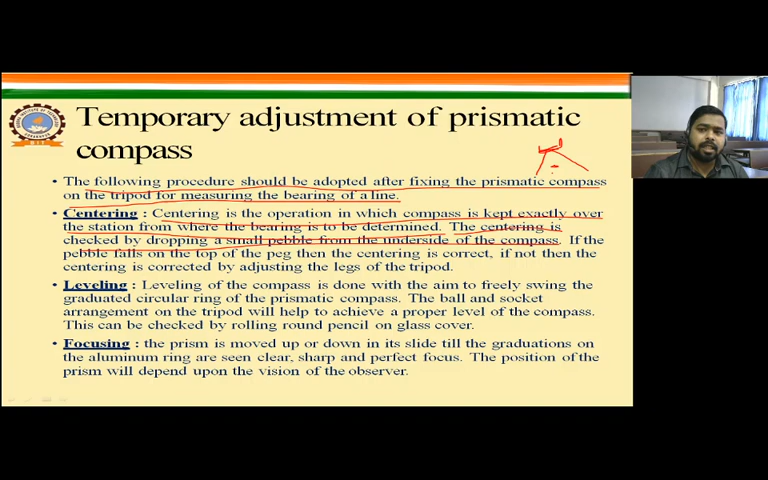 Temporary adjustment of prismatic
compass
• The following procedure should be adopted after fixing the prismatic compass
on the tripod for measuring the bearing of a line.
• Centering : Centering is the operation in which compass is kept exactly over
the station from where the bearing is to be determined. The centering is
checked by dropping a small pebble from the underside of the compass. If the
pebble falls on the top of the peg then the centering is correct, if not then the
centering is corrected by adjusting the legs of the tripod.
• Leveling : Leveling of the compass is done with the aim to freely swing the
graduated circular ring of the prismatic compass. The ball and socket
arrangement on the tripod will help to achieve a proper level of the compass.
This can be checked by rolling round pencil on glass cover.
• Focusing : the prism is moved up or down in its slide till the graduations on
the aluminum ring are seen clear, sharp and perfect focus. The position of the
prism will depend upon the vision of the observer.